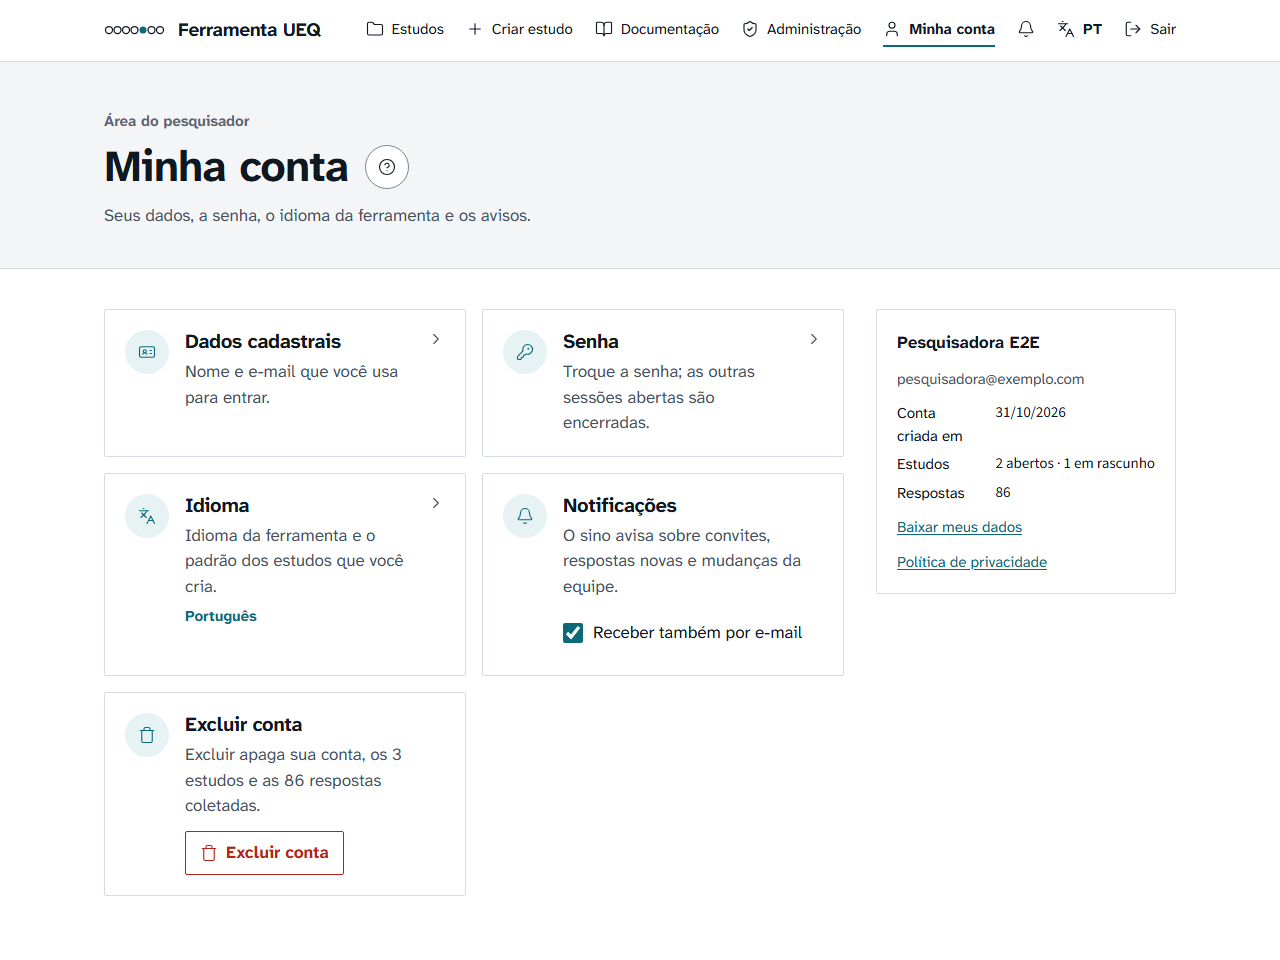 Ferramenta UEQ
Estudos
Criar estudo
Documentação
Administração
Minha conta
PT
Sair
Área do pesquisador
Minha conta
Seus dados, a senha, o idioma da ferramenta e os avisos.
Dados cadastrais
Nome e e-mail que você usa
para entrar.
Senha
Troque a senha; as outras
sessões abertas são
encerradas.
Idioma
Idioma da ferramenta e o
padrão dos estudos que você
cria.
Português
Notificações
O sino avisa sobre convites,
respostas novas e mudanças da
equipe.
Receber também por e-mail
Excluir conta
Excluir apaga sua conta, os 3
estudos e as 86 respostas
coletadas.
Excluir conta
Pesquisadora E2E
pesquisadora@exemplo.com
Conta criada em 31/10/2026
Estudos 2 abertos · 1 em rascunho
Respostas 86
Baixar meus dados
Política de privacidade